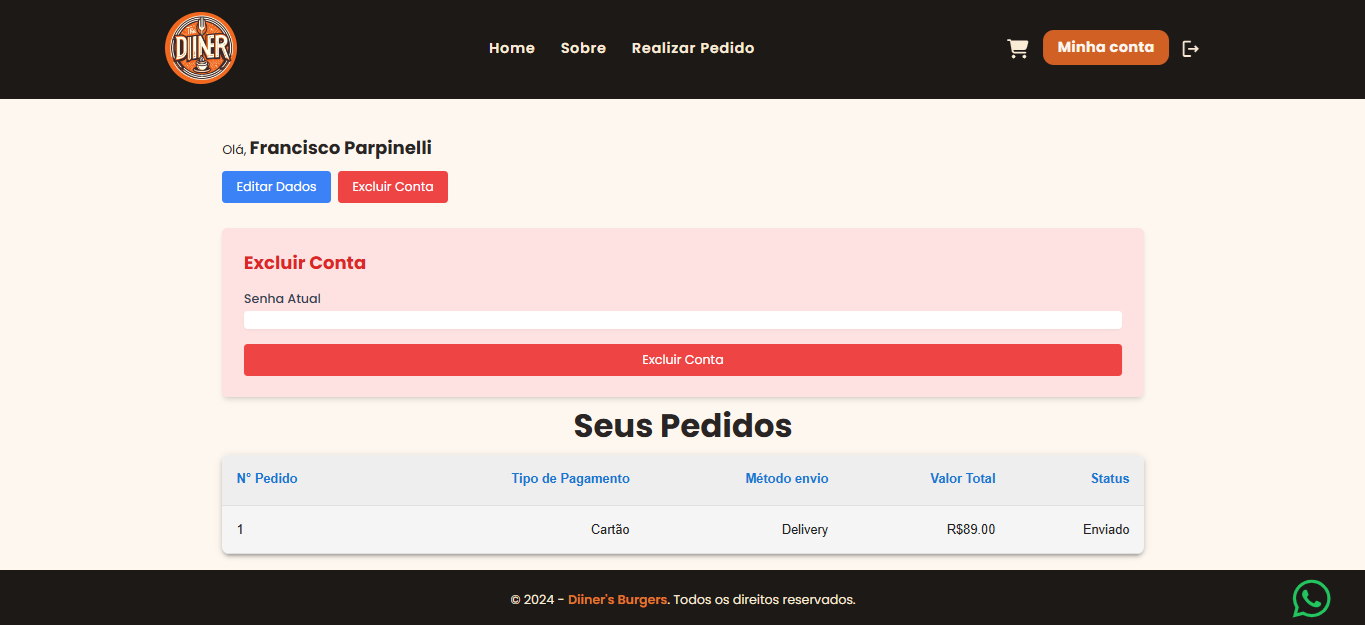 The
DIINER
Home Sobre Realizar Pedido
Minha conta
Olá, Francisco Parpinelli
Editar Dados Excluir Conta
Excluir Conta
Senha Atual
Excluir Conta
Seus Pedidos
N° Pedido Tipo de Pagamento Método envio Valor Total Status
1 Cartão Delivery R$89.00 Enviado
© 2024 - Diiner's Burgers. Todos os direitos reservados.